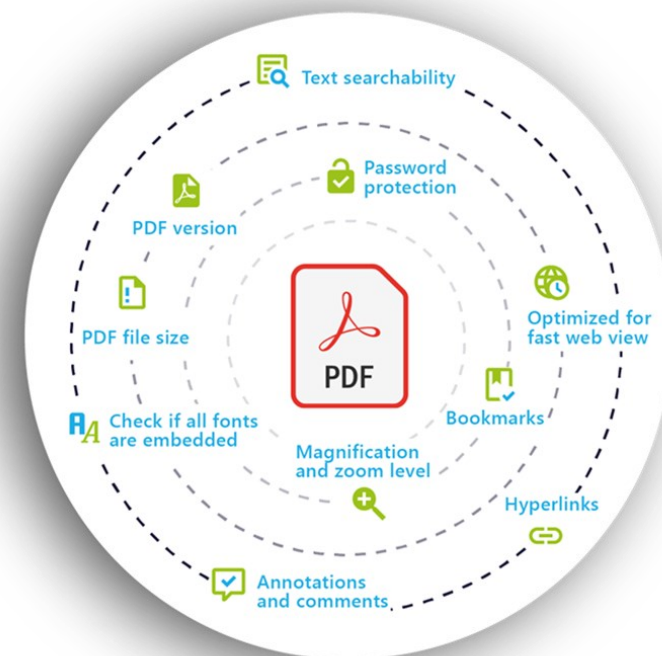 Text searchability
Password
protection
PDF version
PDF file size
Optimized for
fast web view
PDF
Bookmarks
Check if all fonts
are embedded
Magnification
and zoom level
Hyperlinks
Annotations
and comments